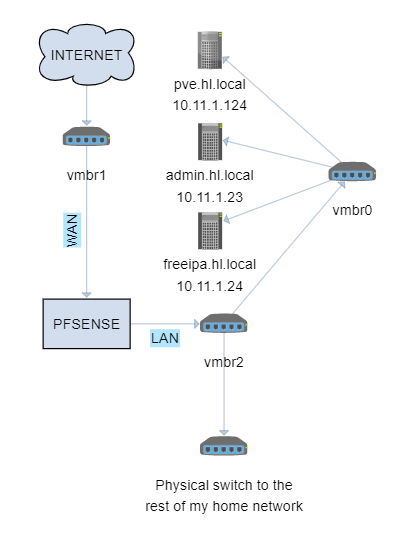 INTERNET
pve.hl.local
10.11.1.124
vmbr1
admin.hl.local
10.11.1.23
vmbr0
WAN
freeipa.hl.local
10.11.1.24
PFSENSE
LAN
vmbr2
Physical switch to the
rest of my home network